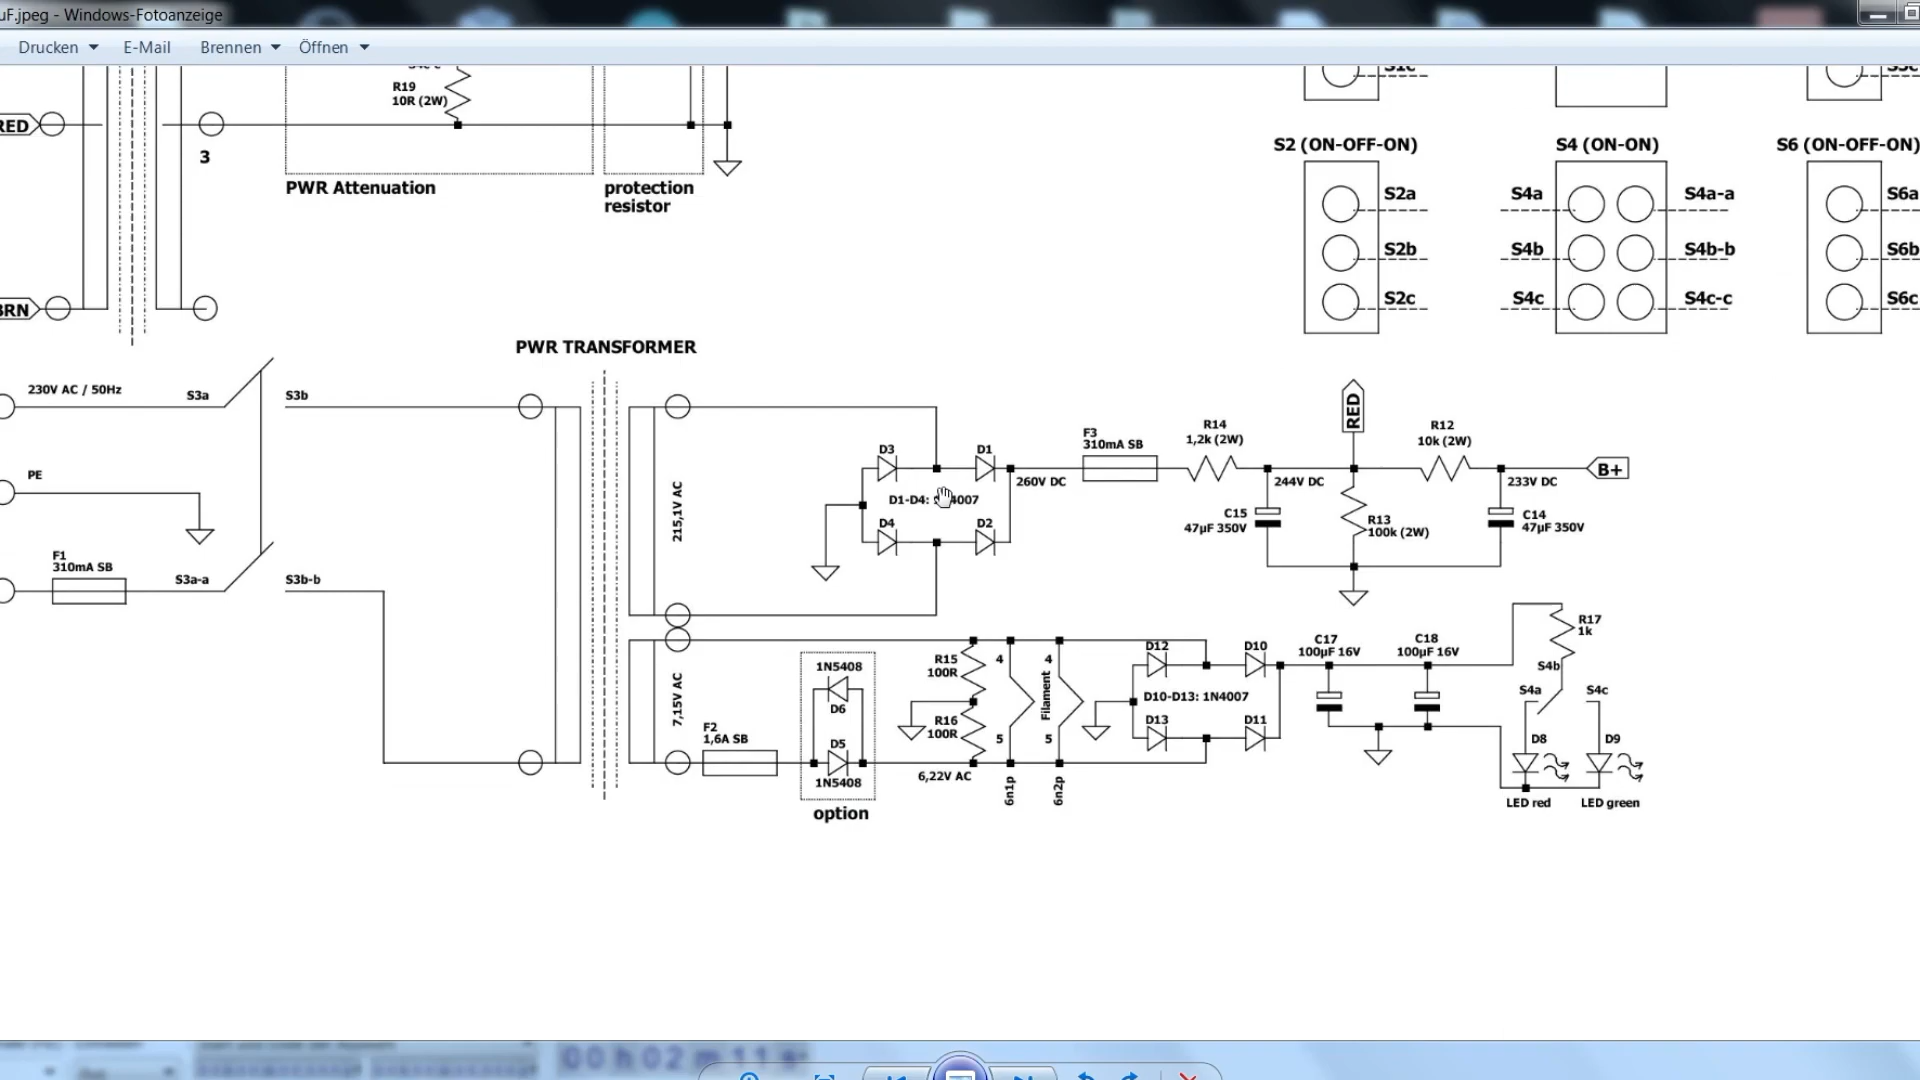 uF.jpeg - Windows-Fotoanzeige
Drucken E-Mail Brennen Öffnen
R19
10R (2W)
RED
3
PWR Attenuation
protection
resistor
BRN
S2 (ON-OFF-ON)
S2a
S2b
S2c
S4 (ON-ON)
S4a S4a-a
S4b S4b-b
S4c S4c-c
S6 (ON-OFF-ON)
S6a
S6b
S6c
PWR TRANSFORMER
230V AC / 50Hz
S3a
S3b
PE
F1
310mA SB
S3a-a
S3b-b
215,1V AC
7,15V AC
D3
D1
D1-D4:
4007
D4
D2
260V DC
F3
310mA SB
R14
1,2k (2W)
244V DC
C15
47µF 350V
RED
R13
100k (2W)
R12
10k (2W)
233V DC
C14
47µF 350V
B+
F2
1,6A SB
1N5408
D6
D5
1N5408
option
R15
100R
R16
100R
6,22V AC
4
5
6n1p
Filament
4
5
6n2p
D12
D10
D10-D13: 1N4007
D13
D11
C17
100µF 16V
C18
100µF 16V
R17
1k
S4b
S4a
S4c
D8
D9
LED red
LED green
00 h 02 m 11 s